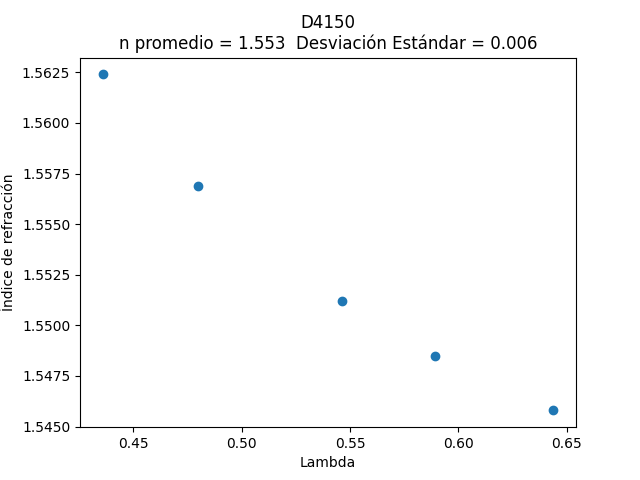 D4150
n promedio = 1.553 Desviación Estándar = 0.006
1.5625
1.5600
1.5575
1.5550
1.5525
1.5500
1.5475
1.5450
Índice de refracción
0.45 0.50 0.55 0.60 0.65
Lambda